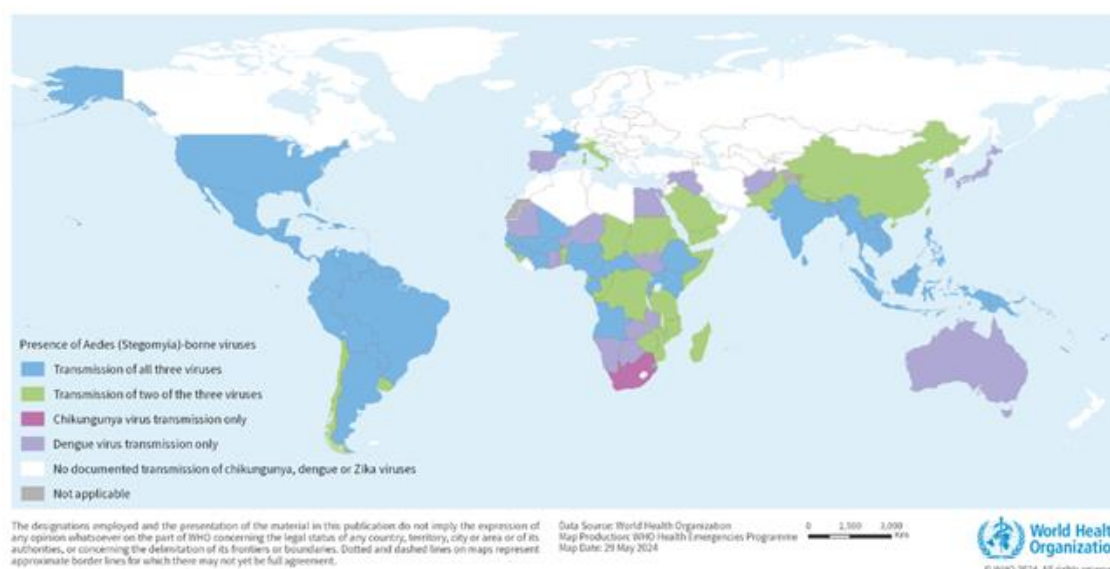 Presence of Aedes (Stegomyia)-borne viruses
Transmission of all three viruses
Transmission of two of the three viruses
Chikungunya virus transmission only
Dengue virus transmission only
No documented transmission of chikungunya, dengue or Zika viruses
Not applicable
The designations employed and the presentation of the material in this publication do not imply the expression of
any opinion whatsoever on the part of WHO concerning the legal status of any country, territory, city or area or of its
authorities, or concerning the delimitation of its frontiers or boundaries. Dotted and dashed lines on maps represent
approximate border lines for which there may not yet be full agreement.
Data Source: World Health Organization
Map Production: WHO Health Emergencies Programme
Map Date: 29 May 2024
0
km
World Healt
Organizatio